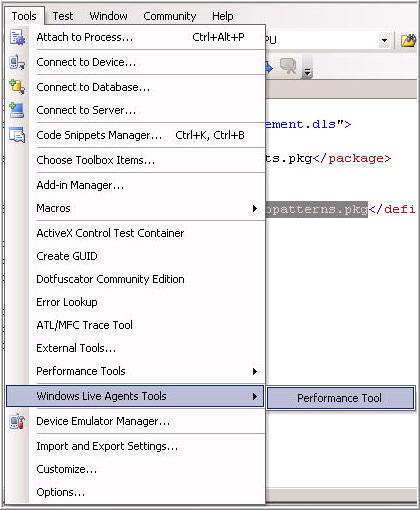 Tools Test Window Community Help
Attach to Process... Ctrl+Alt+P
PU
Connect to Device...
Connect to Database...
Connect to Server...
ement.dls">
Code Snippets Manager... Ctrl+K, Ctrl+B
Choose Toolbox Items...
ts.pkg</package>
Add-in Manager...
Macros
opatterns.pkg</defi
ActiveX Control Test Container
Create GUID
Dotfuscator Community Edition
Error Lookup
ATL/MFC Trace Tool
External Tools...
Performance Tools
Windows Live Agents Tools
Performance Tool
Device Emulator Manager...
Import and Export Settings...
Customize...
Options...